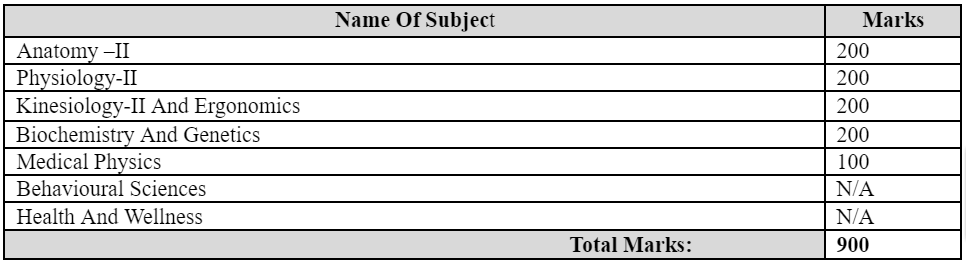 Name Of Subject Marks
Anatomy –II 200
Physiology-II 200
Kinesiology-II And Ergonomics 200
Biochemistry And Genetics 200
Medical Physics 100
Behavioural Sciences N/A
Health And Wellness N/A
Total Marks: 900